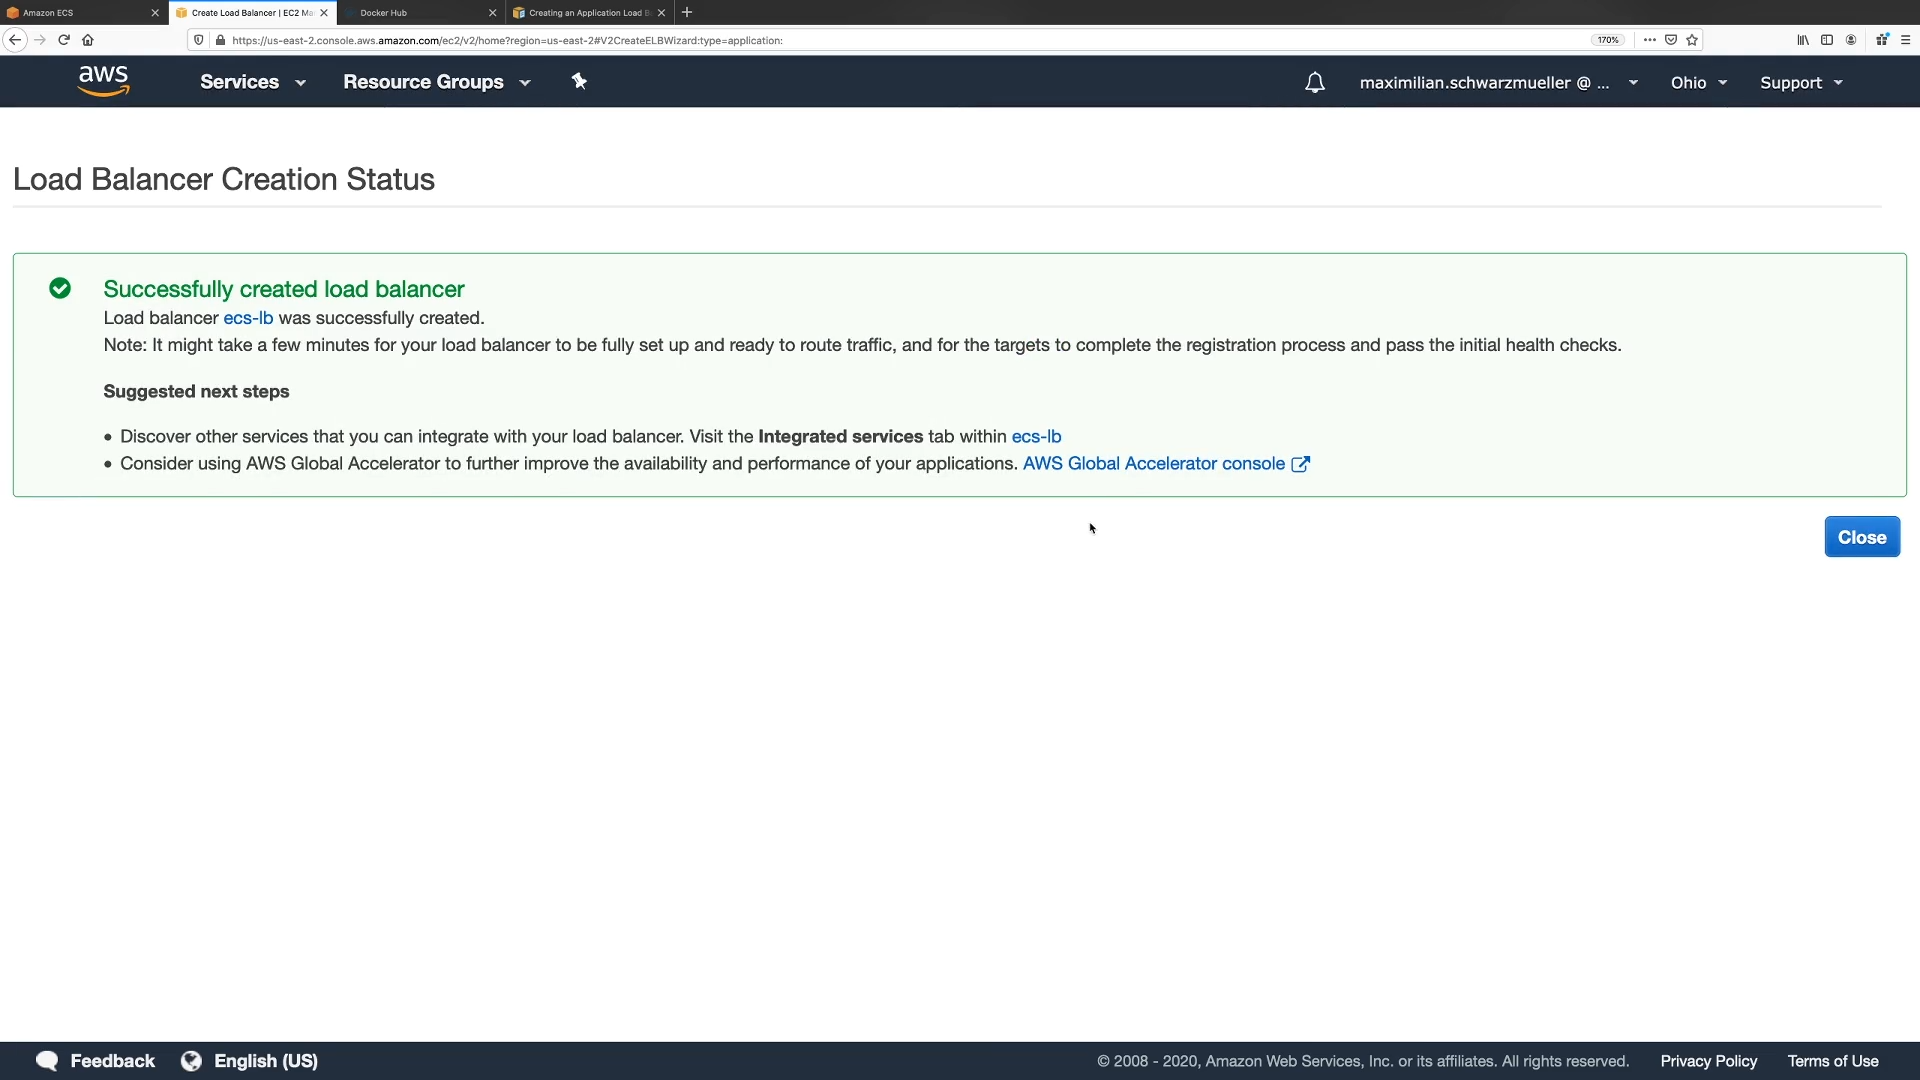 Amazon ECS
Create Load Balancer | EC2 Ma
Docker Hub
Creating an Application Load B
https://us-east-2.console.aws.amazon.com/ec2/v2/home?region=us-east-2#V2CreateELBWizard:type=application:
170%
aws
Services
Resource Groups
maximilian.schwarzmueller @ ...
Ohio
Support
Load Balancer Creation Status
Successfully created load balancer
Load balancer ecs-lb was successfully created.
Note: It might take a few minutes for your load balancer to be fully set up and ready to route traffic, and for the targets to complete the registration process and pass the initial health checks.
Suggested next steps
• Discover other services that you can integrate with your load balancer. Visit the Integrated services tab within ecs-lb
• Consider using AWS Global Accelerator to further improve the availability and performance of your applications. AWS Global Accelerator console
Close
Feedback
English (US)
© 2008 - 2020, Amazon Web Services, Inc. or its affiliates. All rights reserved.
Privacy Policy
Terms of Use